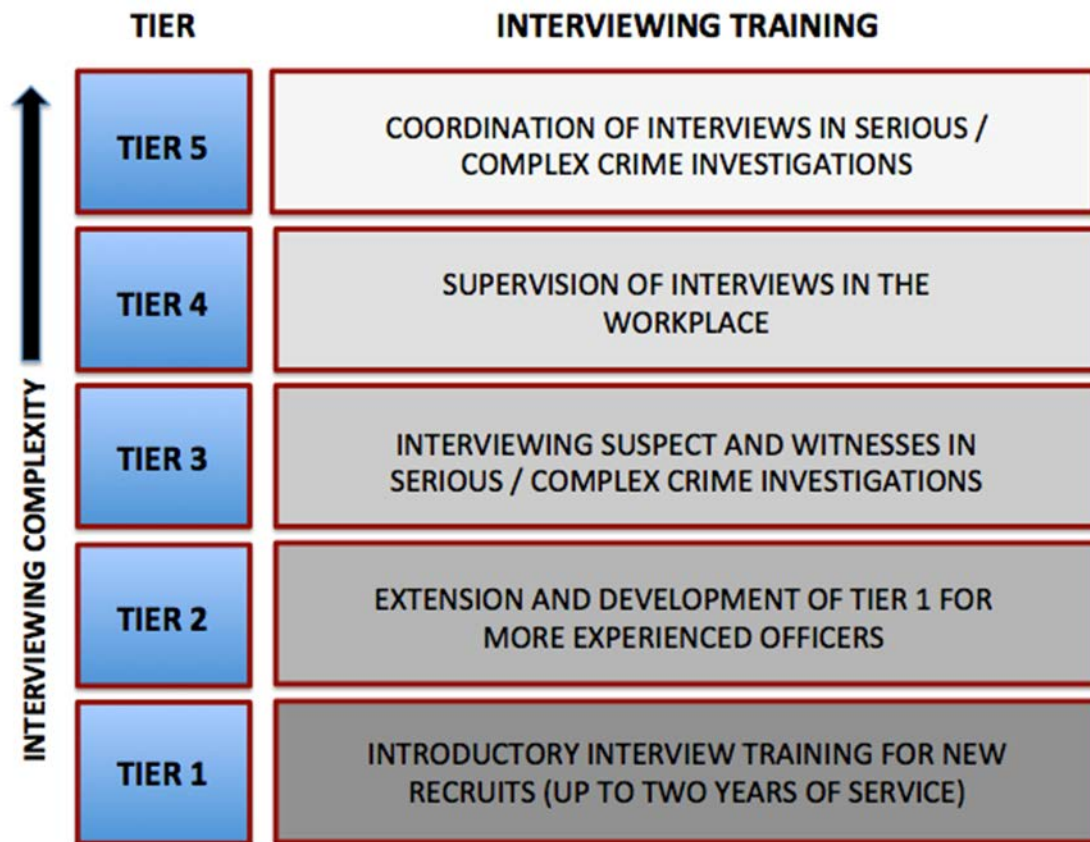 TIER
INTERVIEWING TRAINING
TIER 5
COORDINATION OF INTERVIEWS IN SERIOUS /
COMPLEX CRIME INVESTIGATIONS
TIER 4
SUPERVISION OF INTERVIEWS IN THE
WORKPLACE
TIER 3
INTERVIEWING SUSPECT AND WITNESSES IN
SERIOUS / COMPLEX CRIME INVESTIGATIONS
TIER 2
EXTENSION AND DEVELOPMENT OF TIER 1 FOR
MORE EXPERIENCED OFFICERS
TIER 1
INTRODUCTORY INTERVIEW TRAINING FOR NEW
RECRUITS (UP TO TWO YEARS OF SERVICE)
INTERVIEWING COMPLEXITY